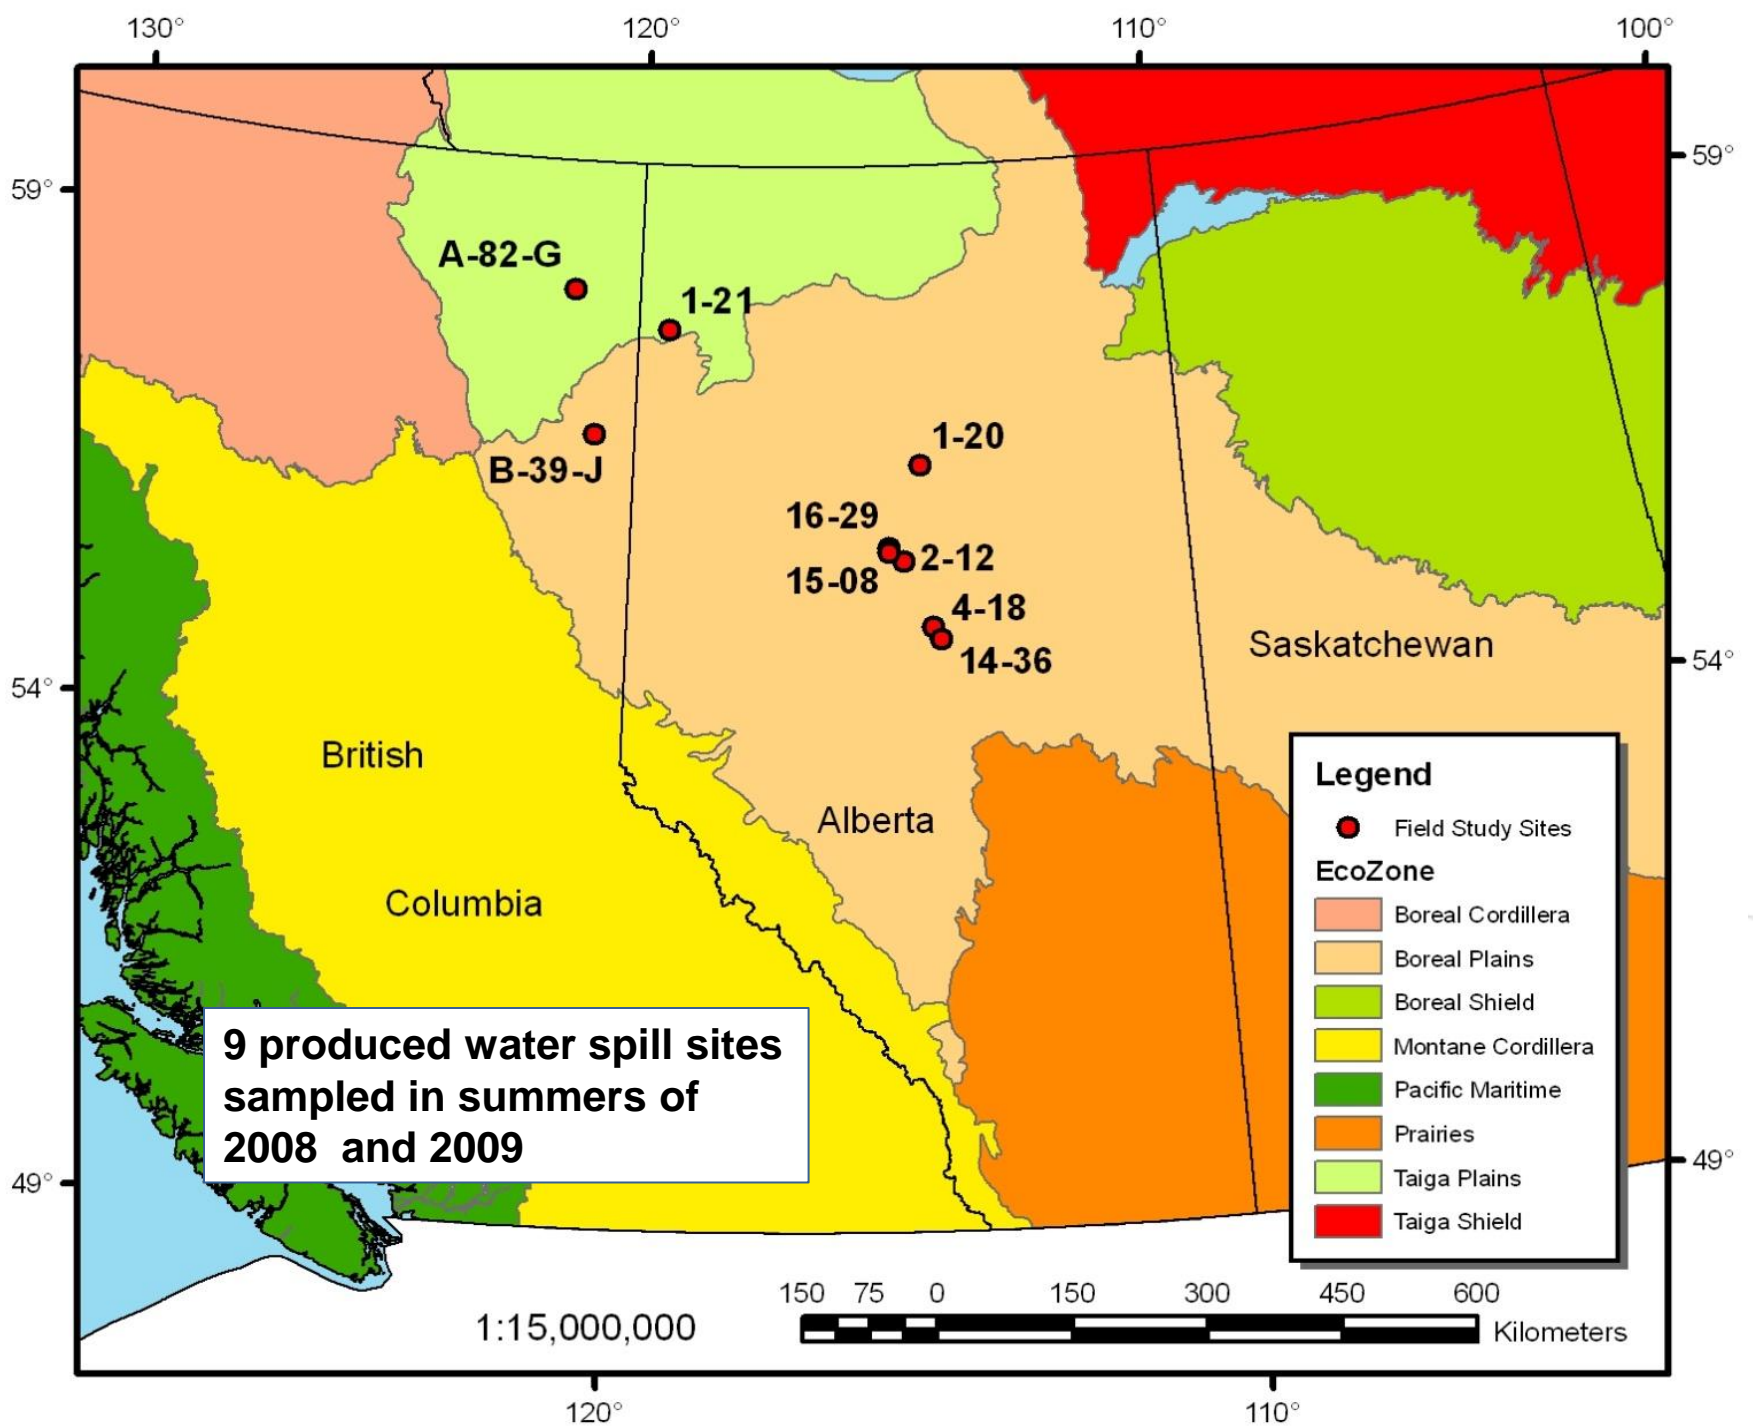 130° 120° 110° 100°
59° 59°
A-82-G
1-21
B-39-J
1-20
16-29
2-12
15-08
4-18
14-36
Saskatchewan
54° 54°
British
Columbia
Alberta
9 produced water spill sites
sampled in summers of
2008 and 2009
49° 49°
Legend
Field Study Sites
EcoZone
Boreal Cordillera
Boreal Plains
Boreal Shield
Montane Cordillera
Pacific Maritime
Prairies
Taiga Plains
Taiga Shield
1:15,000,000
150 75 0 150 300 450 600
Kilometers
120° 110°